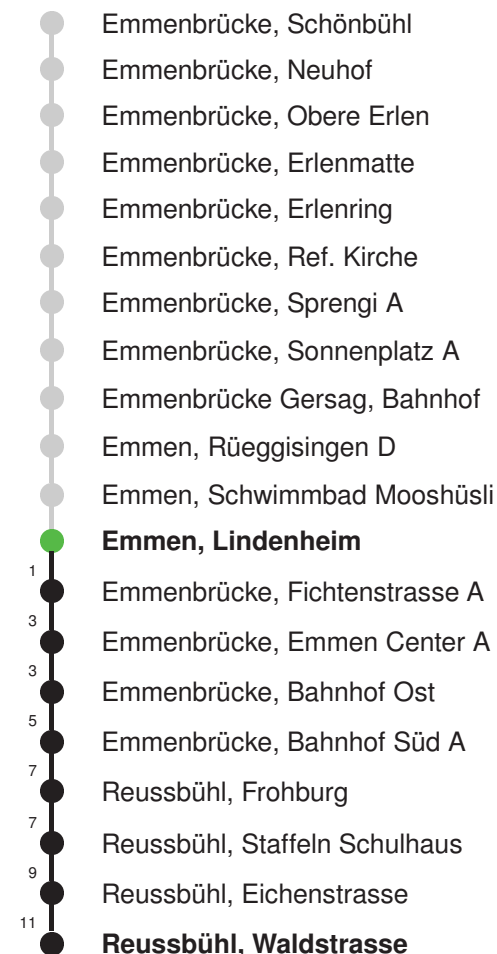 Emmenbrücke, Schönbühl
Emmenbrücke, Neuhof
Emmenbrücke, Obere Erlen
Emmenbrücke, Erlenmatte
Emmenbrücke, Erlenring
Emmenbrücke, Ref. Kirche
Emmenbrücke, Sprengi A
Emmenbrücke, Sonnenplatz A
Emmenbrücke Gersag, Bahnhof
Emmen, Rüeggisingen D
Emmen, Schwimmbad Mooshüsli
Emmen, Lindenheim
1 Emmenbrücke, Fichtenstrasse A
3 Emmenbrücke, Emmen Center A
3 Emmenbrücke, Bahnhof Ost
5 Emmenbrücke, Bahnhof Süd A
7 Reussbühl, Frohburg
7 Reussbühl, Staffeln Schulhaus
9 Reussbühl, Eichenstrasse
11 Reussbühl, Waldstrasse